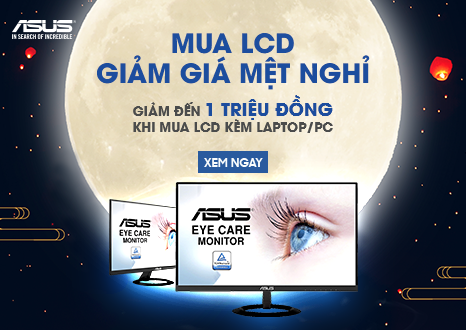 ASUS
IN SEARCH OF INCREDIBLE
MUA LCD
GIẢM GIÁ MỆT NGHỈ
GIẢM ĐẾN 1 TRIỆU ĐỒNG
KHI MUA LCD KÈM LAPTOP/PC
XEM NGAY
ASUS
EYE CARE
MONITOR
ASUS
EYE CARE
MONITOR
ASUS